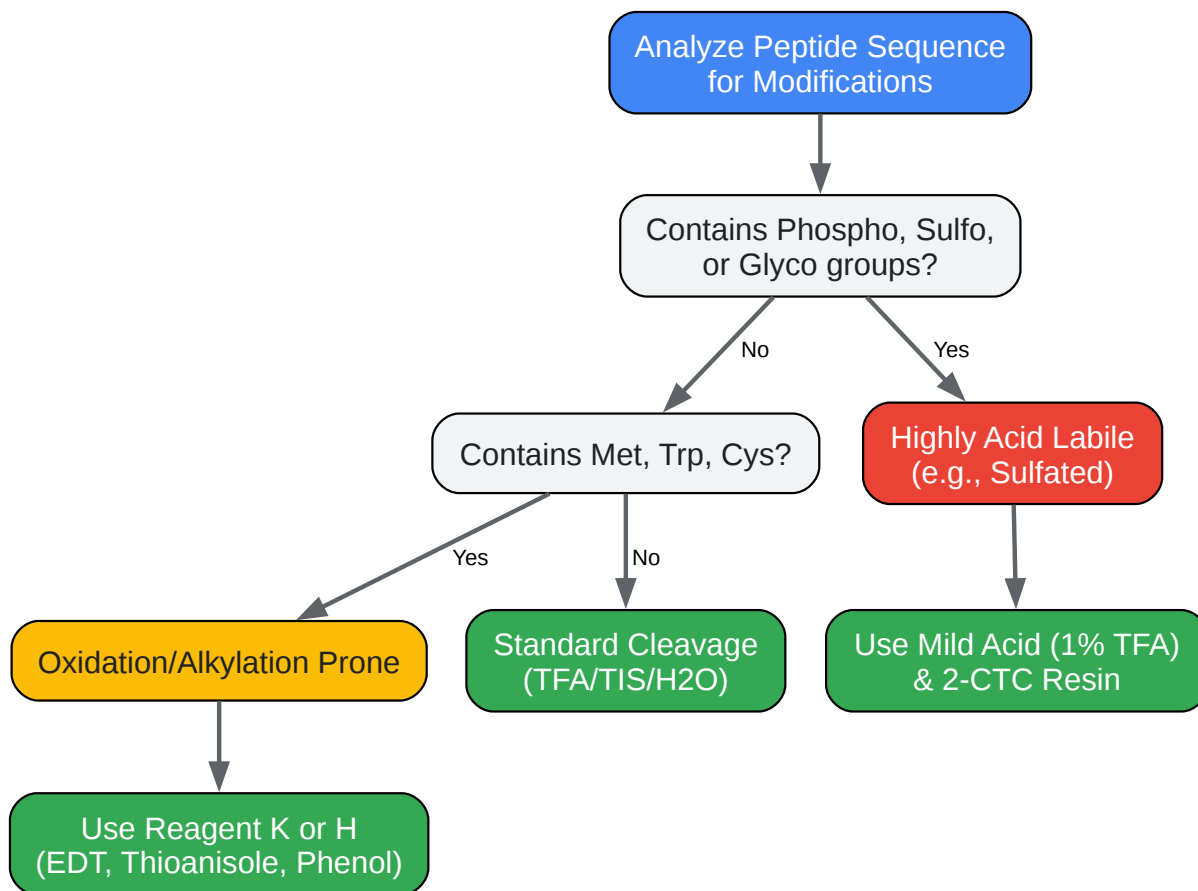 Analyze Peptide Sequence
for Modifications
Contains Phospho, Sulfo,
or Glyco groups?
No
Yes
Contains Met, Trp, Cys?
Highly Acid Labile
(e.g., Sulfated)
Yes
No
Oxidation/Alkylation Prone
Standard Cleavage
(TFA/TIS/H2O)
Use Mild Acid (1% TFA)
& 2-CTC Resin
Use Reagent K or H
(EDT, Thioanisole, Phenol)